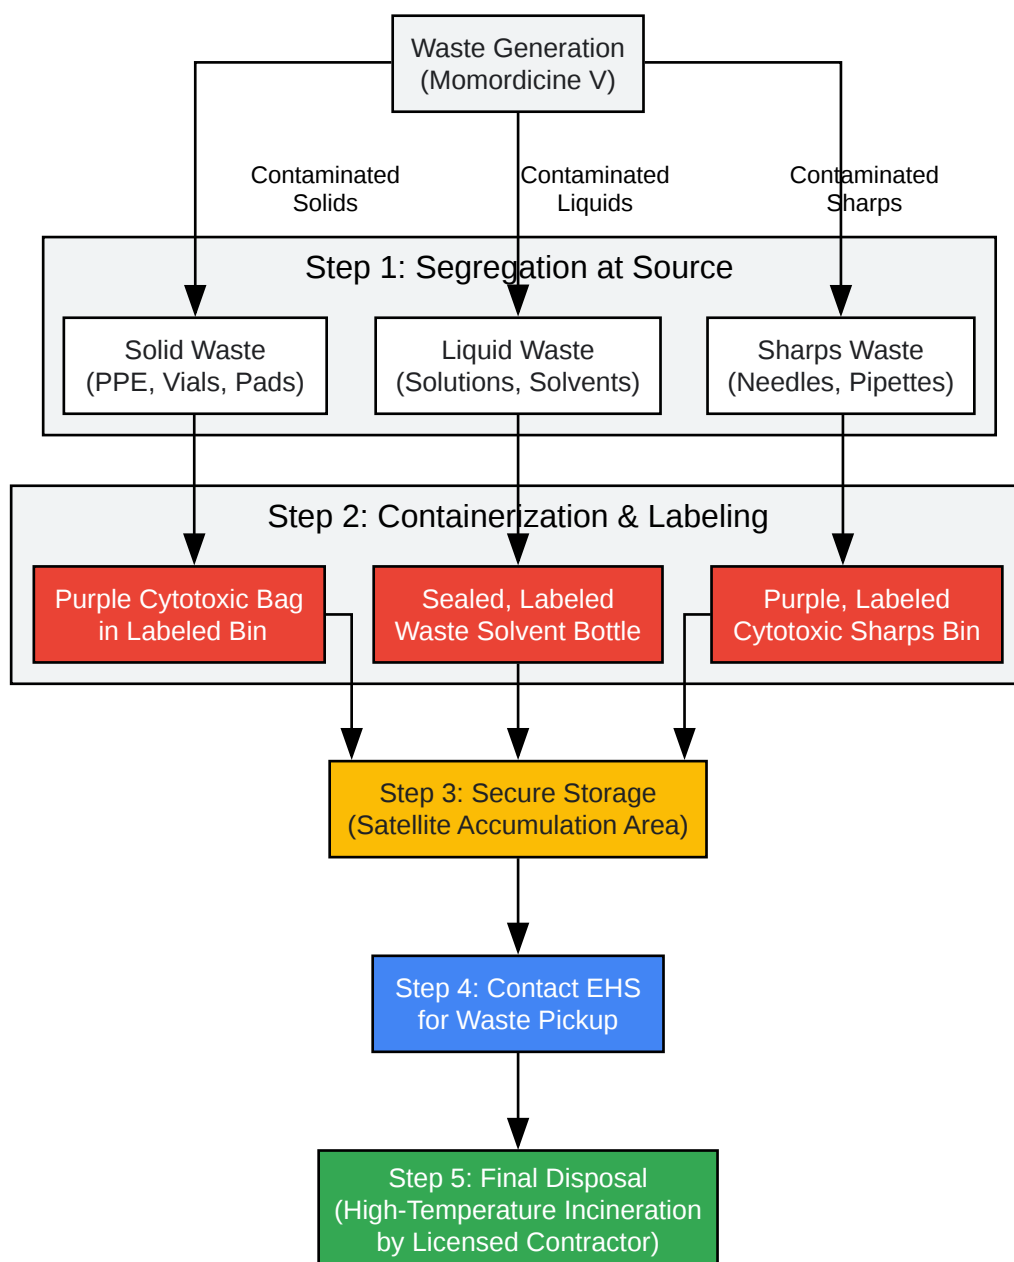 Waste Generation
(Momordicine V)
Contaminated
Solids
Contaminated
Liquids
Contaminated
Sharps
Step 1: Segregation at Source
Solid Waste
(PPE, Vials, Pads)
Liquid Waste
(Solutions, Solvents)
Sharps Waste
(Needles, Pipettes)
Step 2: Containerization & Labeling
Purple Cytotoxic Bag
in Labeled Bin
Sealed, Labeled
Waste Solvent Bottle
Purple, Labeled
Cytotoxic Sharps Bin
Step 3: Secure Storage
(Satellite Accumulation Area)
Step 4: Contact EHS
for Waste Pickup
Step 5: Final Disposal
(High-Temperature Incineration
by Licensed Contractor)